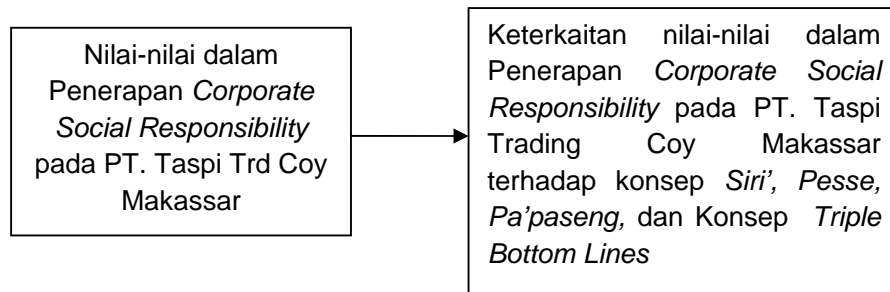 Nilai-nilai dalam
Penerapan Corporate
Social Responsibility
pada PT. Taspi Trd Coy
Makassar
Keterkaitan nilai-nilai dalam
Penerapan Corporate Social
Responsibility pada PT. Taspi
Trading Coy Makassar
terhadap konsep Siri’, Pesse,
Pa’paseng, dan Konsep Triple
Bottom Lines